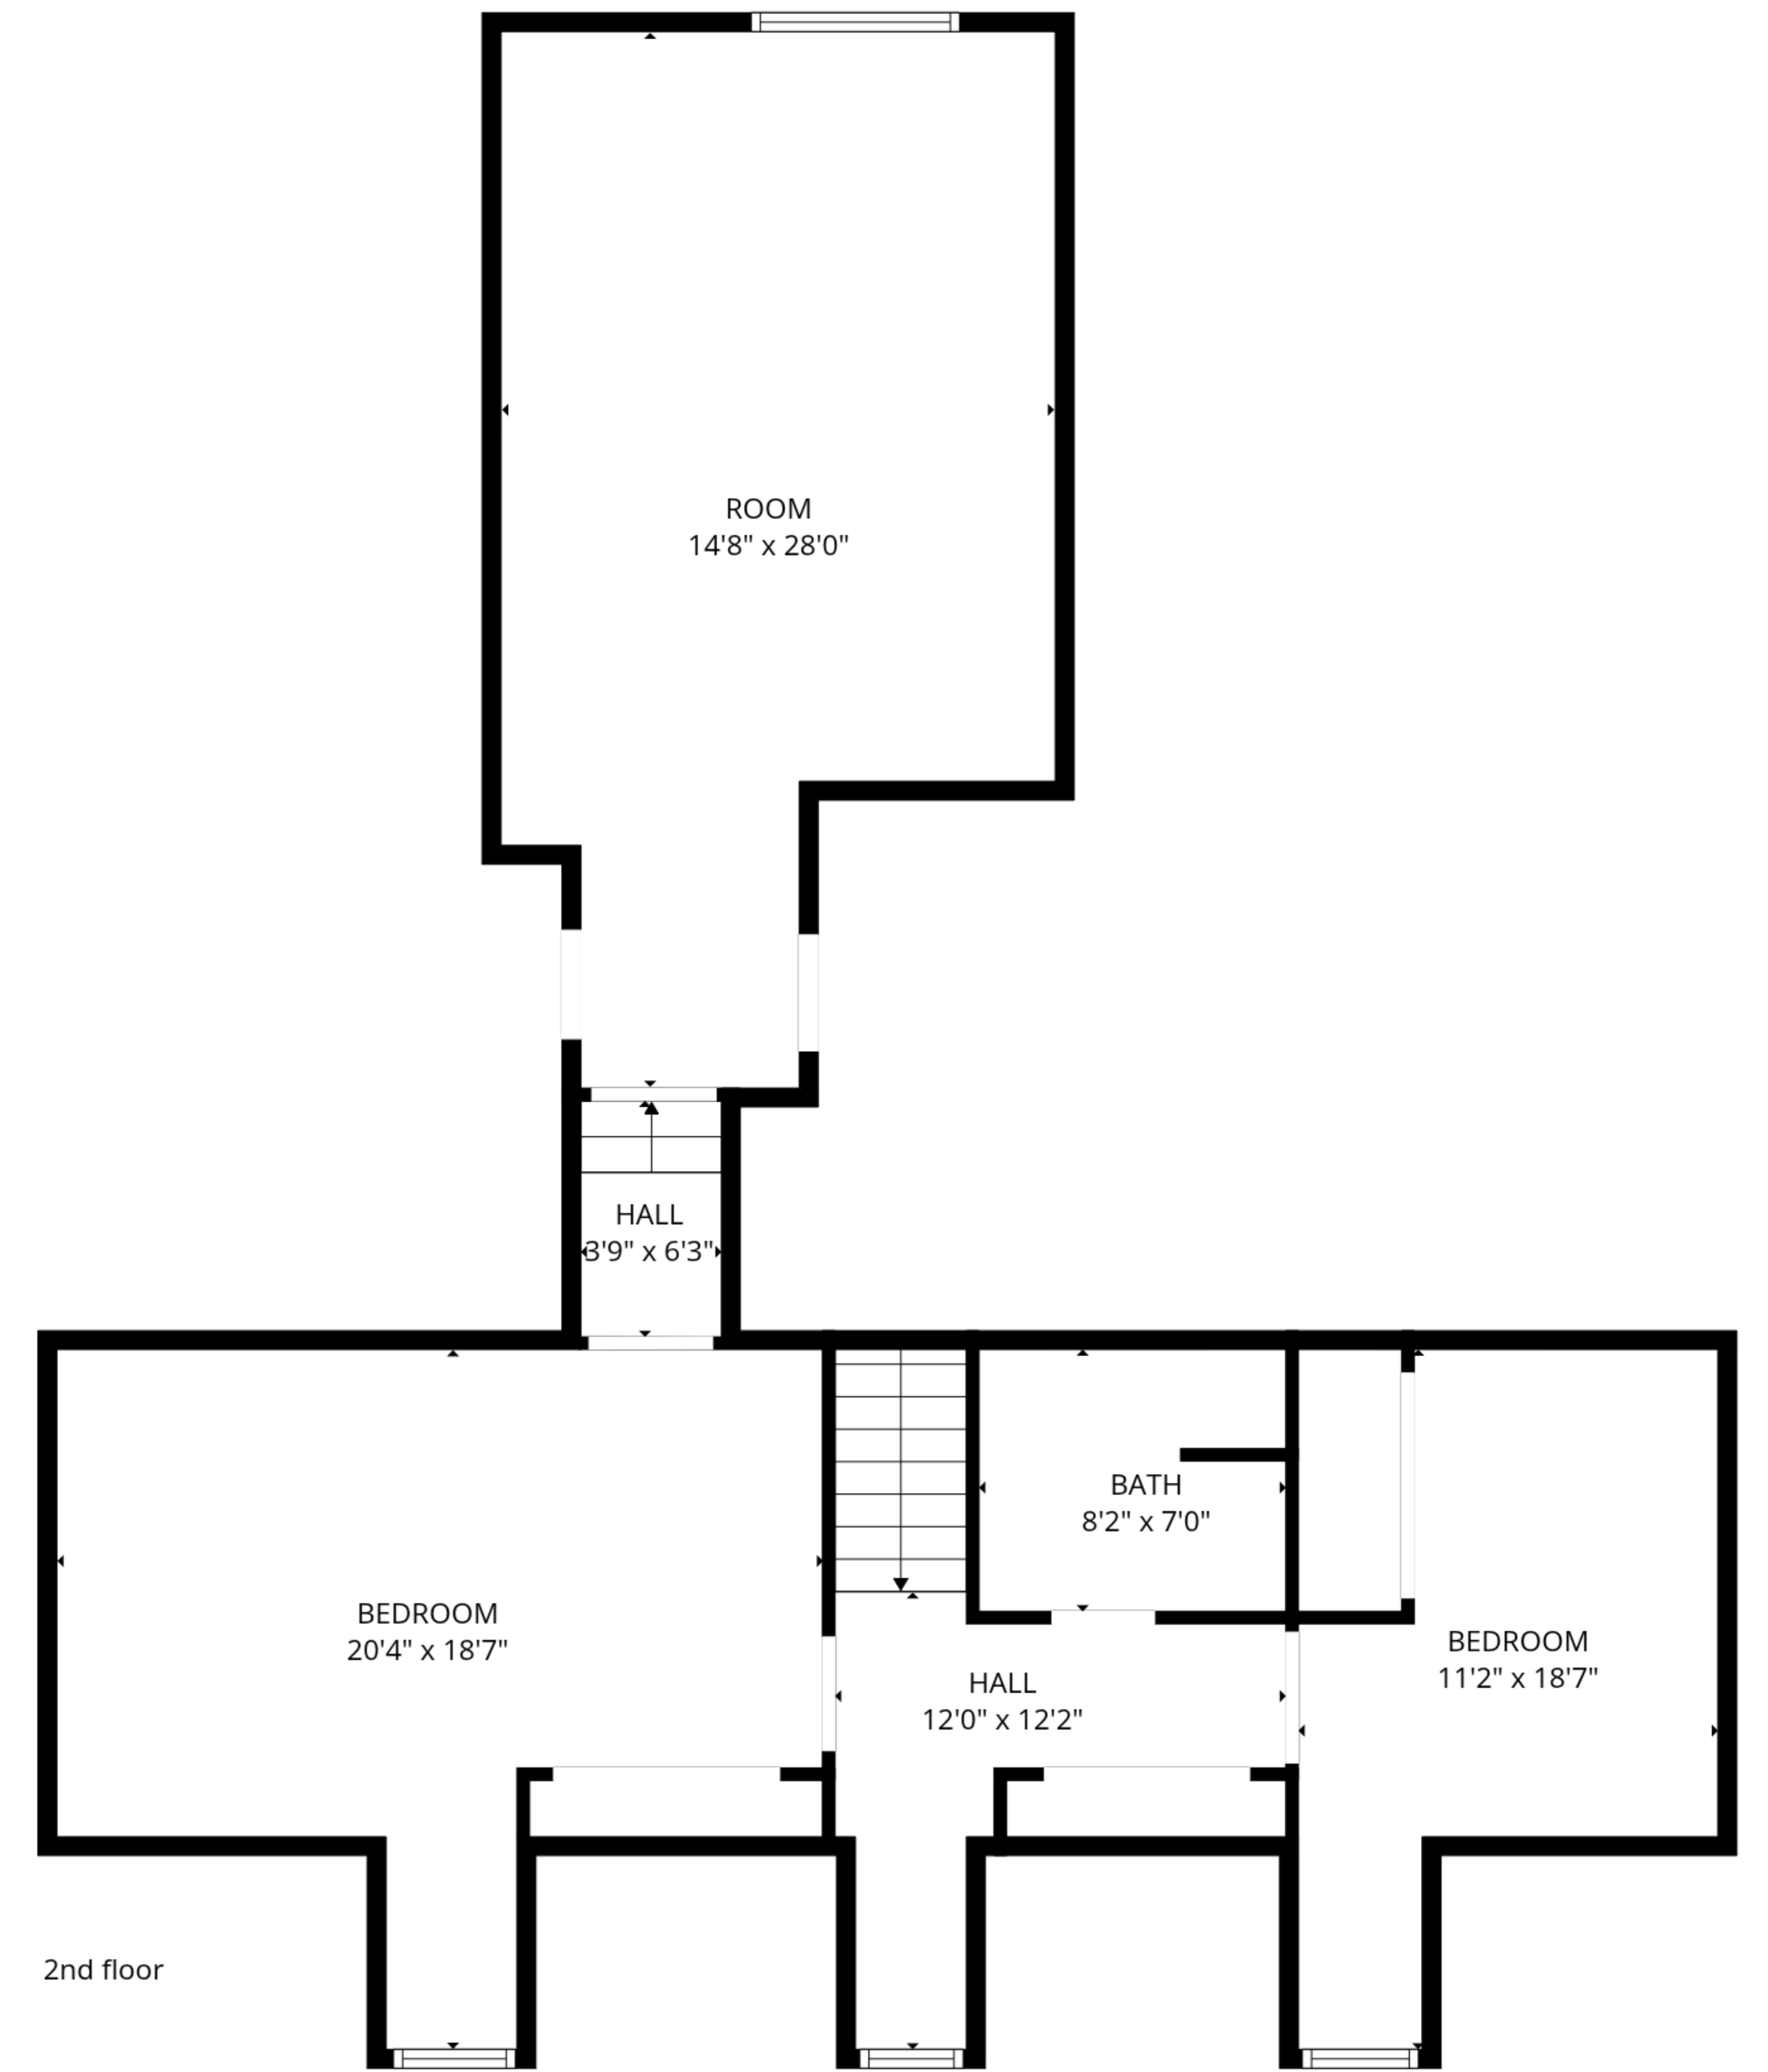 ROOM
14'8" x 28'0"
HALL
3'9" x 6'3"
BATH
8'2" x 7'0"
BEDROOM
20'4" x 18'7"
BEDROOM
11'2" x 18'7"
HALL
12'0" x 12'2"
2nd floor